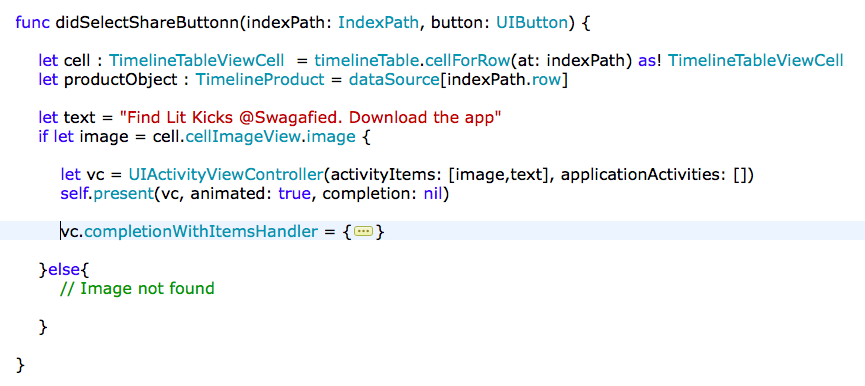 func didSelectShareButtonn(indexPath: IndexPath, button: UIButton) {
let cell : TimelineTableViewCell  = timelineTable.cellForRow(at: indexPath) as! TimelineTableViewCell
let productObject : TimelineProduct = dataSource[indexPath.row]
let text = "Find Lit Kicks @Swagafied. Download the app"
if let image = cell.cellImageView.image {
let vc = UIActivityViewController(activityItems: [image,text], applicationActivities: [])
self.present(vc, animated: true, completion: nil)
vc.completionWithItemsHandler = {...}
}else{
// Image not found
}
}